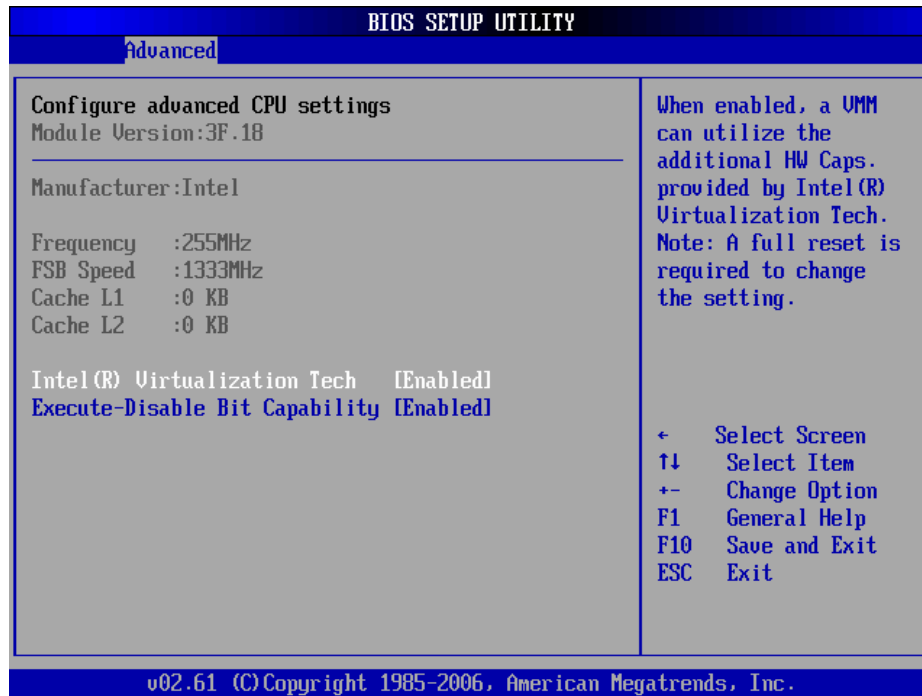 BIOS SETUP UTILITY
Advanced
Configure advanced CPU settings
Module Version:3F.18
Manufacturer:Intel
Frequency :255MHz
FSB Speed :1333MHz
Cache L1 :0 KB
Cache L2 :0 KB
Intel(R) Virtualization Tech [Enabled]
Execute-Disable Bit Capability [Enabled]
When enabled, a VMM
can utilize the
additional HW Caps.
provided by Intel(R)
Virtualization Tech.
Note: A full reset is
required to change
the setting.
← Select Screen
↑↓ Select Item
+- Change Option
F1 General Help
F10 Save and Exit
ESC Exit
v02.61 (C)Copyright 1985-2006, American Megatrends, Inc.